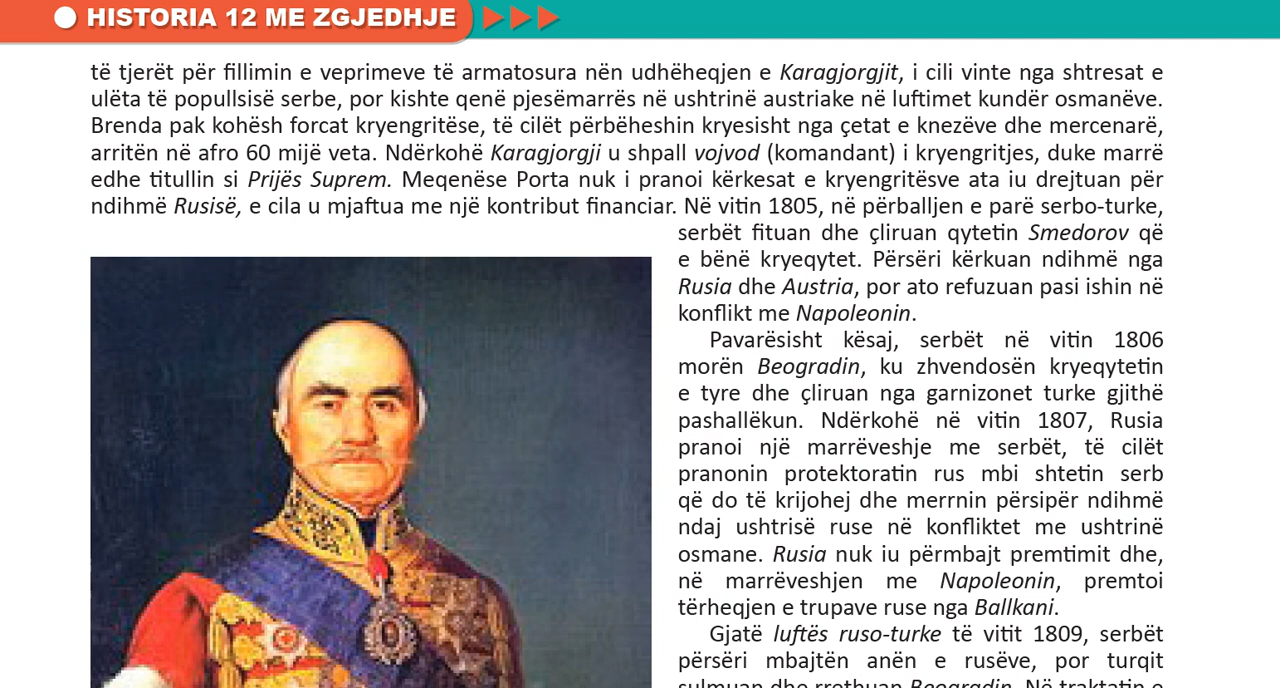 HISTORIA 12 ME ZGJEDHJE
të tjerët për fillimin e veprimeve të armatosura nën udhëheqjen e Karagjorgjit, i cili vinte nga shtresat e
ulëta të popullsisë serbe, por kishte qenë pjesëmarrës në ushtrinë austriake në luftimet kundër osmanëve.
Brenda pak kohësh forcat kryengritëse, të cilët përbëheshin kryesisht nga çetat e knezëve dhe mercenarë,
arritën në afro 60 mijë veta. Ndërkohë Karagjorgji u shpall vojvod (komandant) i kryengritjes, duke marrë
edhe titullin si Prijës Suprem. Meqenëse Porta nuk i pranoi kërkesat e kryengritësve ata iu drejtuan për
ndihmë Rusisë, e cila u mjaftua me një kontribut financiar. Në vitin 1805, në përballjen e parë serbo-turke,
serbët fituan dhe çliruan qytetin Smedorov që
e bënë kryeqytet. Përsëri kërkuan ndihmë nga
Rusia dhe Austria, por ato refuzuan pasi ishin në
konflikt me Napoleonin.
Pavarësisht kësaj, serbët në vitin 1806
morën Beogradin, ku zhvendosën kryeqytetin
e tyre dhe çliruan nga garnizonet turke gjithë
pashallëkun. Ndërkohë në vitin 1807, Rusia
pranoi një marrëveshje me serbët, të cilët
pranonin protektoratin rus mbi shtetin serb
që do të krijohej dhe merrnin përsipër ndihmë
ndaj ushtrisë ruse në konfliktet me ushtrinë
osmane. Rusia nuk iu përmbajt premtimit dhe,
në marrëveshjen me Napoleonin, premtoi
tërheqjen e trupave ruse nga Ballkani.
Gjatë luftës ruso-turke të vitit 1809, serbët
përsëri mbajtën anën e rusëve, por turqit
sulmuan dhe rrethuan Beogradin. Në traktatin e